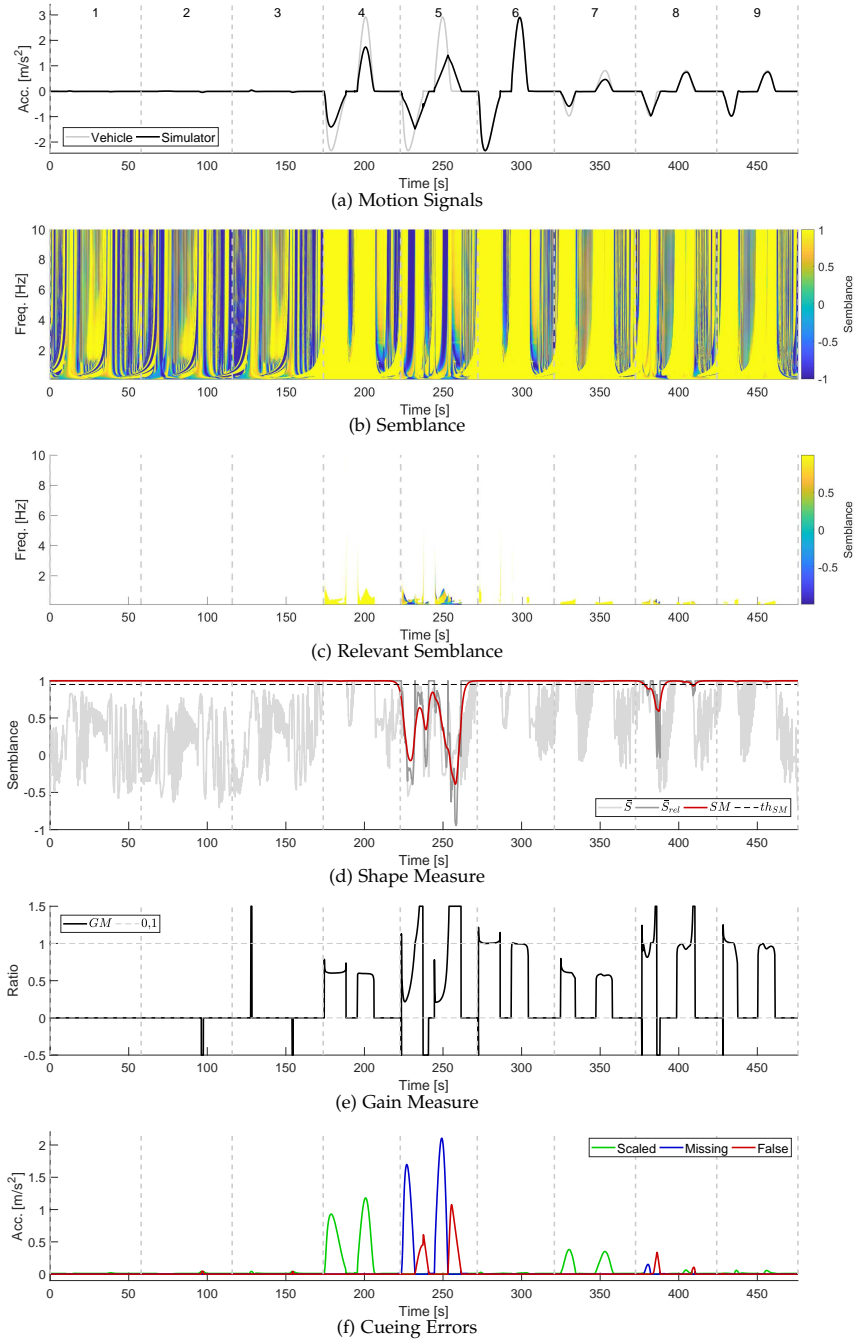 1 2 3 4 5 6 7 8 9
3
2
1
0
-1
-2
Acc. [m/s²]
Vehicle Simulator
0 50 100 150 200 250 300 350 400 450
Time [s]
(a) Motion Signals
10
8
6
4
2
Freq. [Hz]
1
0.5
0
-0.5
-1
Semblance
0 50 100 150 200 250 300 350 400 450
Time [s]
(b) Semblance
10
8
6
4
2
Freq. [Hz]
0.5
0
-0.5
Semblance
0 50 100 150 200 250 300 350 400 450
Time [s]
(c) Relevant Semblance
1
0.5
0
-0.5
-1
Semblance
S̄ S̄rel SM thSM
0 50 100 150 200 250 300 350 400 450
Time [s]
(d) Shape Measure
1.5
1
0.5
0
-0.5
Ratio
GM 0,1
0 50 100 150 200 250 300 350 400 450
Time [s]
(e) Gain Measure
2
1.5
1
0.5
0
Acc. [m/s²]
Scaled Missing False
0 50 100 150 200 250 300 350 400 450
Time [s]
(f) Cueing Errors